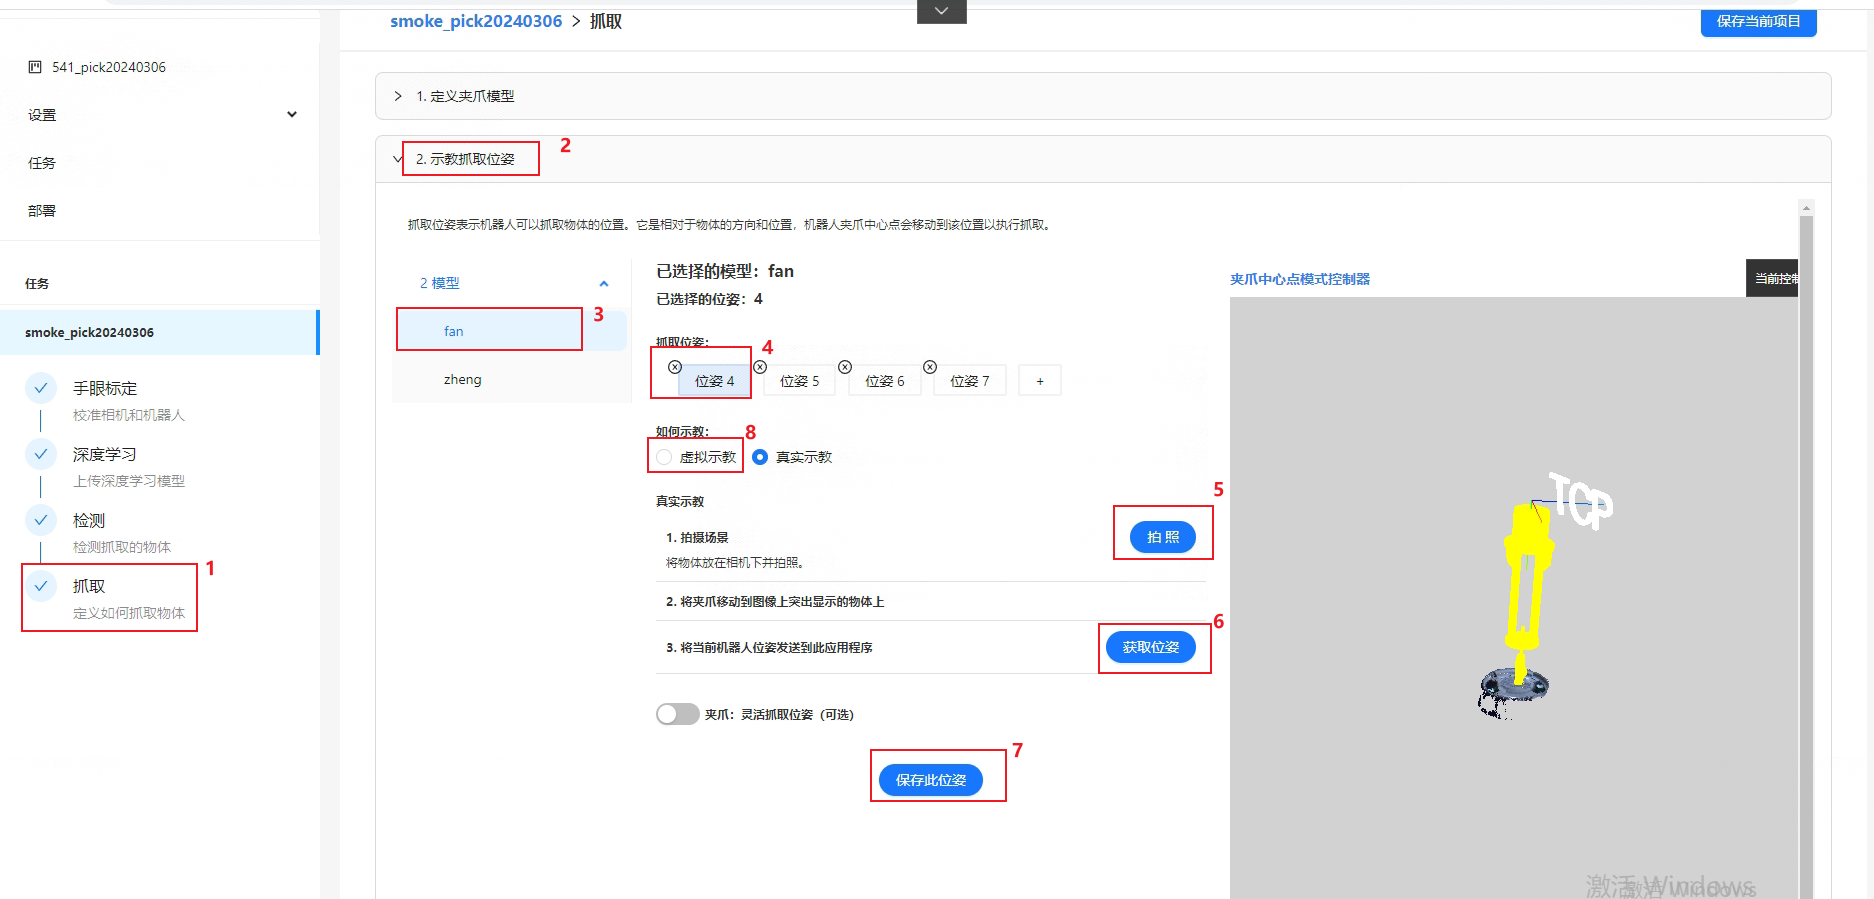 smoke_pick20240306 > 抓取
保存当前项目
541_pick20240306
设置
任务
部署
任务
smoke_pick20240306
手眼标定
校准相机和机器人
深度学习
上传深度学习模型
检测
检测抓取的物体
抓取
定义如何抓取物体
1
1. 定义夹爪模型
2. 示教抓取位姿
2
抓取位姿表示机器人可以抓取物体的位置。它是相对于物体的方向和位置，机器人夹爪中心点会移动到该位置以执行抓取。
2 模型
fan
3
zheng
已选择的模型：fan
已选择的位姿：4
抓取位姿：
4
位姿 4
位姿 5
位姿 6
位姿 7
+
如何示教：
8
虚拟示教
真实示教
真实示教
1. 拍摄场景
将物体放在相机下并拍照。
拍 照
5
2. 将夹爪移动到图像上突出显示的物体上
3. 将当前机器人位姿发送到此应用程序
获取位姿
6
夹爪：灵活抓取位姿（可选）
保存此位姿
7
夹爪中心点模式控制器
当前控制
TCP
激活 Windows
激活 Windows